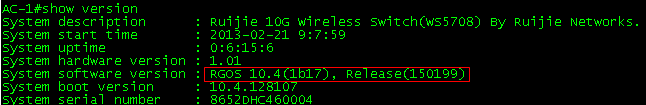 AC-1#show version
System description : Ruijie 10G Wireless Switch(WS5708) By Ruijie Networks.
System start time : 2013-02-21 9:7:59
System uptime : 0:6:15:6
System hardware version : 1.01
System software version : RGOS 10.4(1b17), Release(150199)
System boot version : 10.4.128107
System serial number : 8652DHC460004